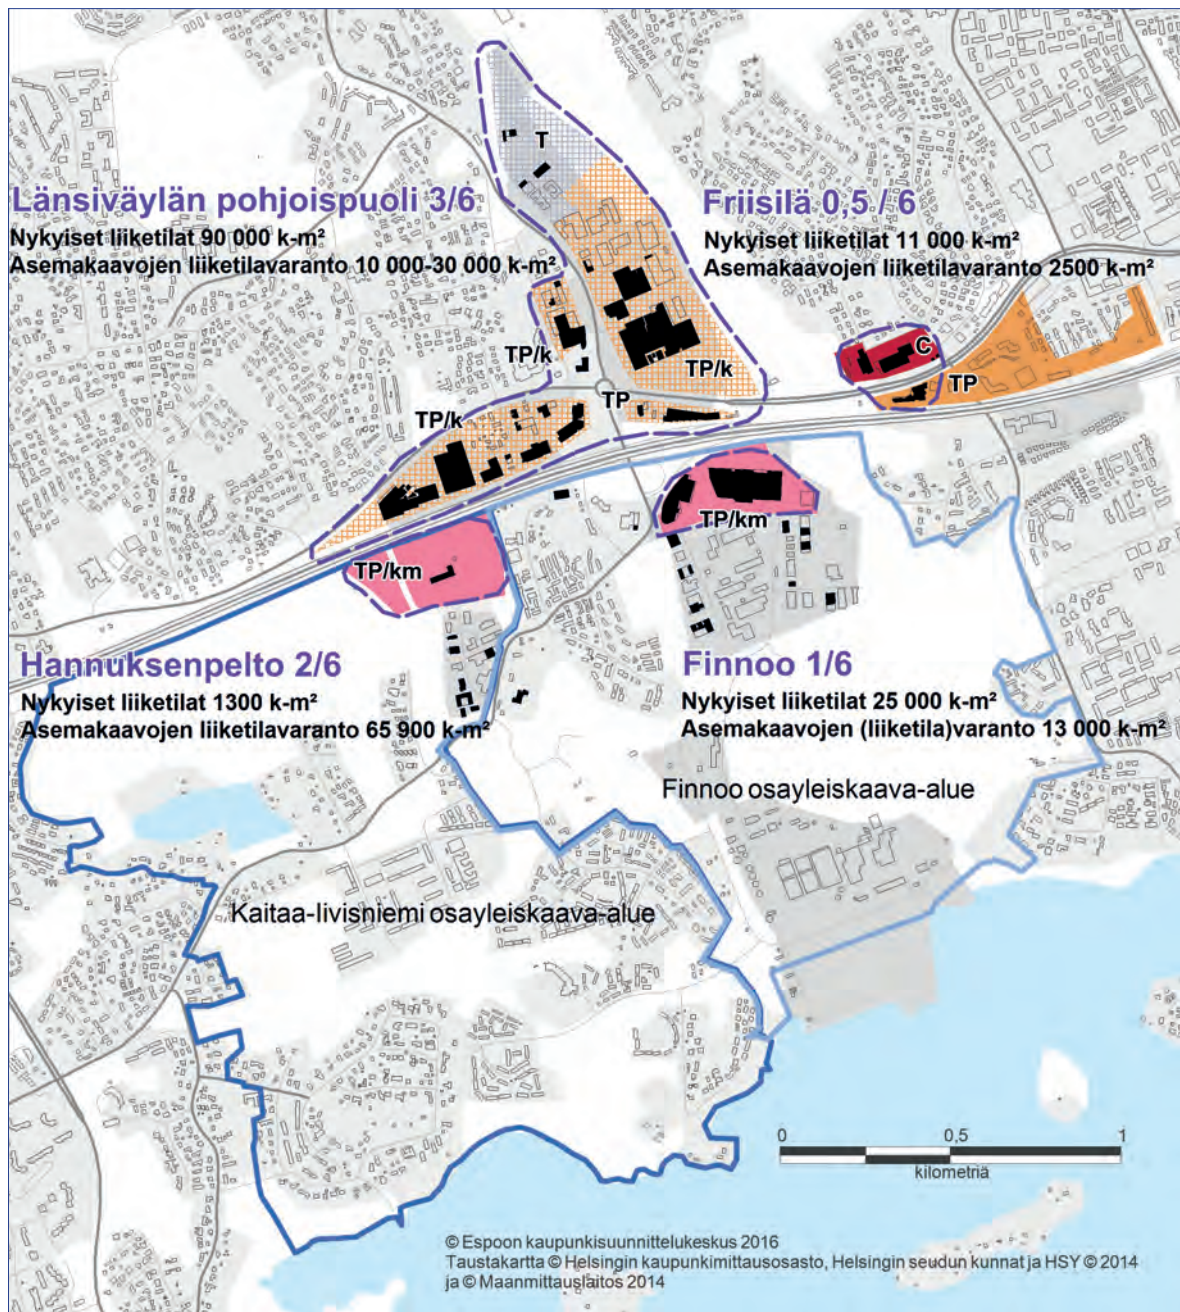 T
Länsiväylän pohjoispuoli 3/6
Nykyiset liiketilat 90 000 k-m²
Asemakaavojen liiketilavaranto 10 000-30 000 k-m²
Friisilä 0,5 / 6
Nykyiset liiketilat 11 000 k-m²
Asemakaavojen liiketilavaranto 2500 k-m²
TP/k
TP/k
C
TP
TP
TP/k
TP/km
TP/km
Hannuksenpelto 2/6
Nykyiset liiketilat 1300 k-m²
Asemakaavojen liiketilavaranto 65 900 k-m²
Finnoo 1/6
Nykyiset liiketilat 25 000 k-m²
Asemakaavojen (liiketila)varanto 13 000 k-m²
Finnoo osayleiskaava-alue
Kaitaa-Iivisniemi osayleiskaava-alue
0 0,5 1
kilometriä
© Espoon kaupunkisuunnittelukeskus 2016
Taustakartta © Helsingin kaupunkimittausosasto, Helsingin seudun kunnat ja HSY © 2014
ja © Maanmittauslaitos 2014